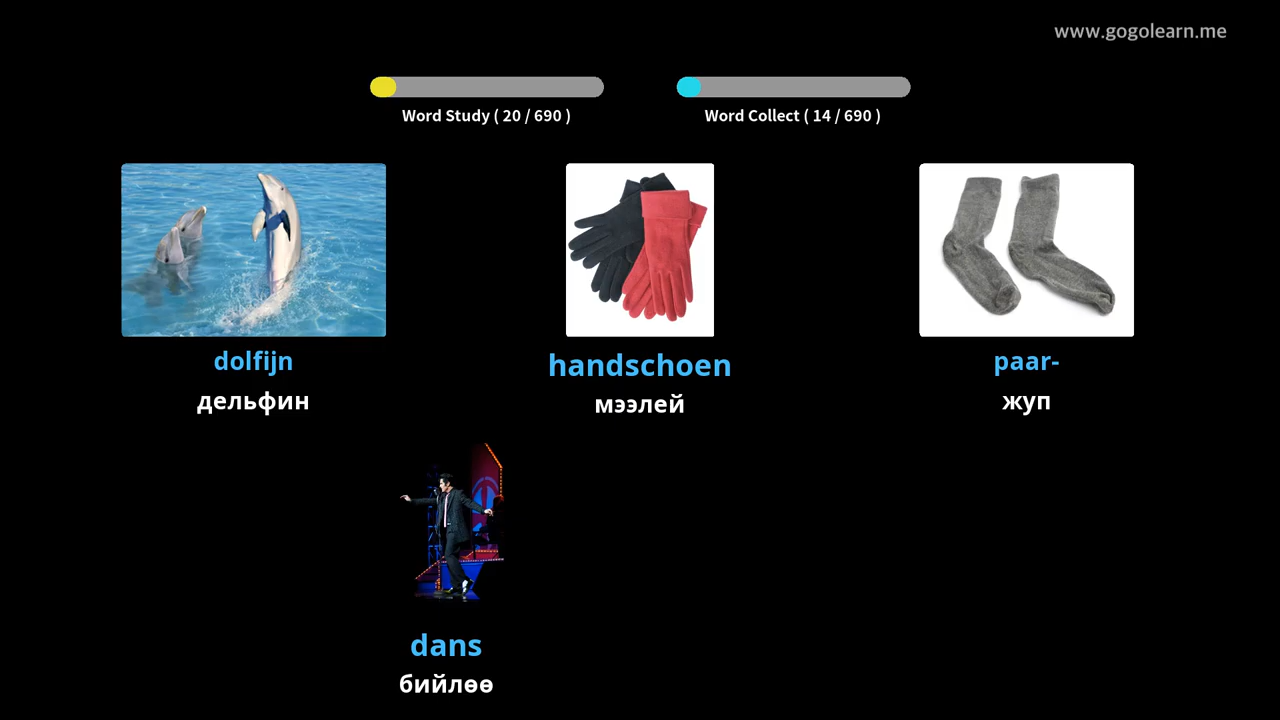 www.gogolearn.me
Word Study ( 20 / 690 )
Word Collect ( 14 / 690 )
dolfijn
дельфин
handschoen
мээлей
paar-
жуп
dans
бийлөө